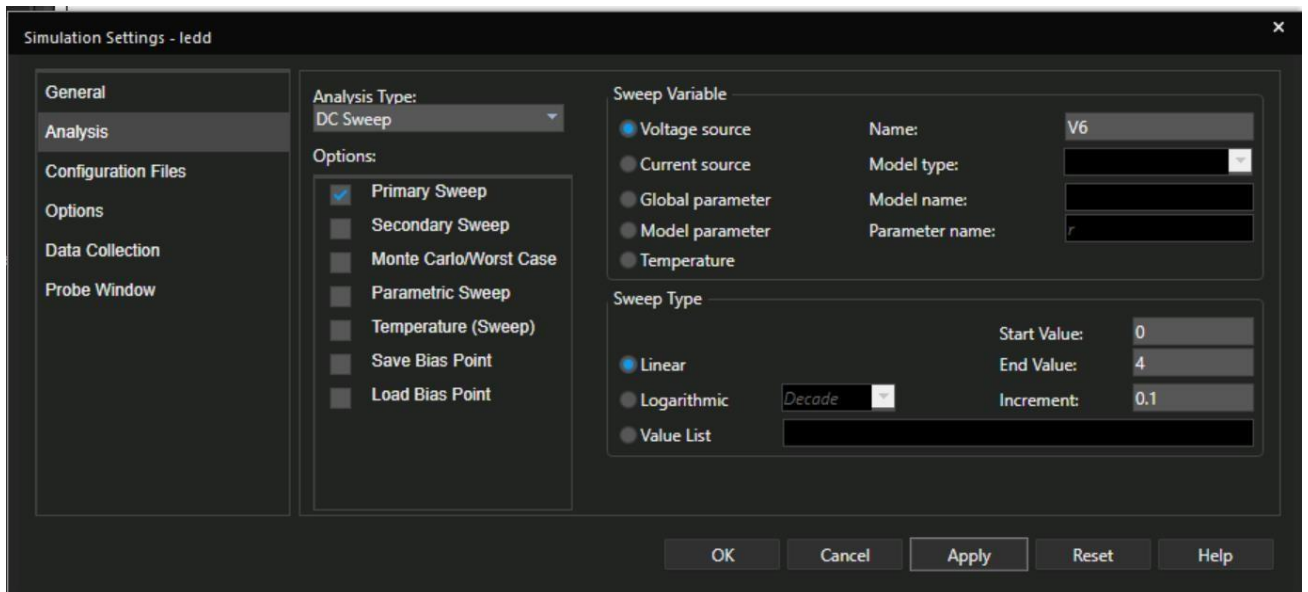 Simulation Settings - ledd
×
General
Analysis
Configuration Files
Options
Data Collection
Probe Window
Analysis Type:
DC Sweep
Options:
Primary Sweep
Secondary Sweep
Monte Carlo/Worst Case
Parametric Sweep
Temperature (Sweep)
Save Bias Point
Load Bias Point
Sweep Variable
Voltage source
Name: V6
Current source
Model type:
Global parameter
Model name:
Model parameter
Parameter name: r
Temperature
Sweep Type
Start Value: 0
Linear
End Value: 4
Logarithmic Decade
Increment: 0.1
Value List
OK Cancel Apply Reset Help